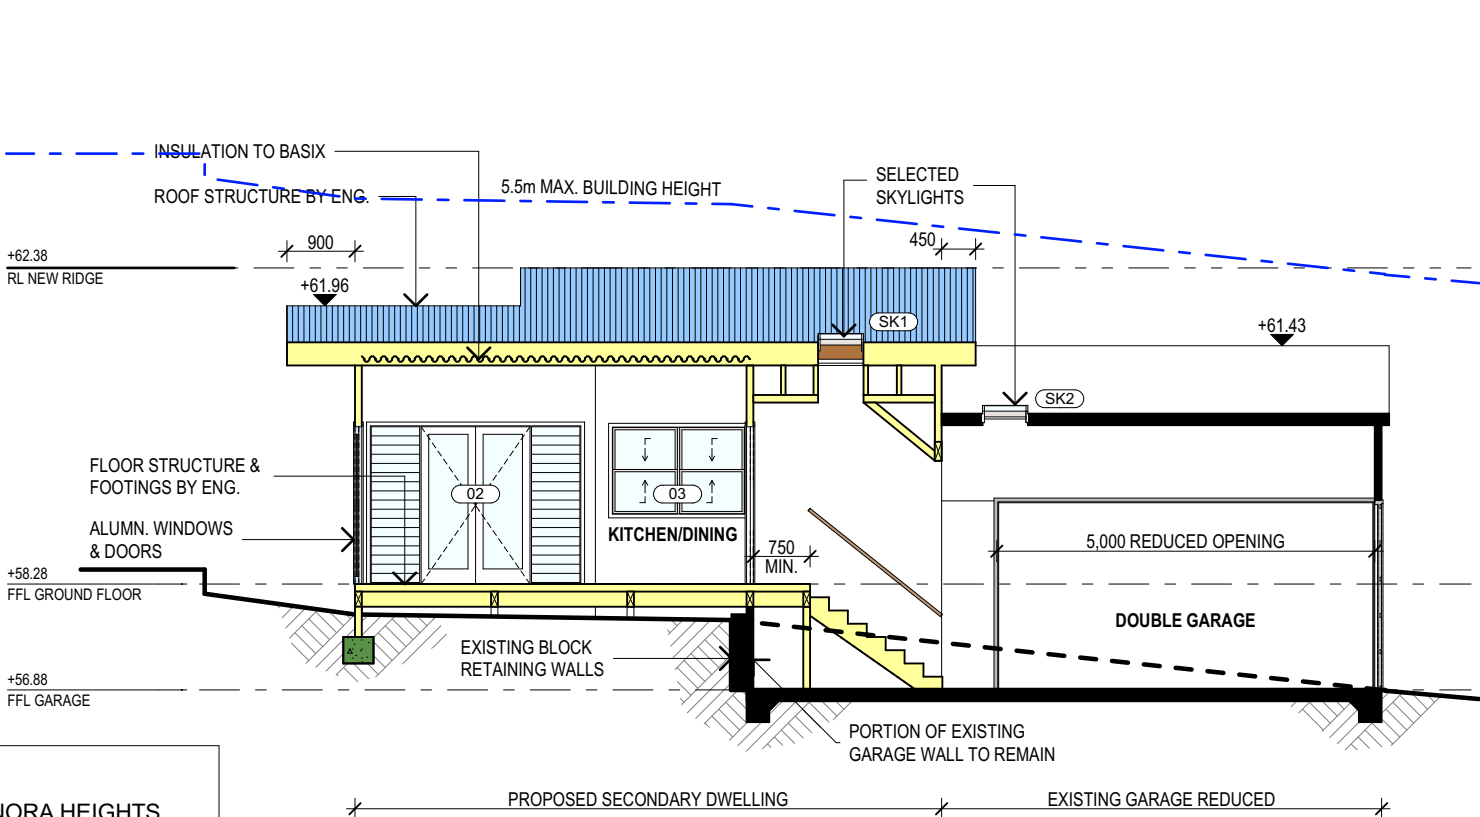 INSULATION TO BASIX
ROOF STRUCTURE BY ENG.
5.5m MAX. BUILDING HEIGHT
SELECTED
SKYLIGHTS
900
450
+62.38
RL NEW RIDGE
+61.96
SK1
+61.43
SK2
FLOOR STRUCTURE &
FOOTINGS BY ENG.
02
03
ALUMN. WINDOWS
& DOORS
KITCHEN/DINING
750
MIN.
5,000 REDUCED OPENING
+58.28
FFL GROUND FLOOR
DOUBLE GARAGE
EXISTING BLOCK
RETAINING WALLS
+56.88
FFL GARAGE
PORTION OF EXISTING
GARAGE WALL TO REMAIN
PROPOSED SECONDARY DWELLING
EXISTING GARAGE REDUCED
NORA HEIGHTS